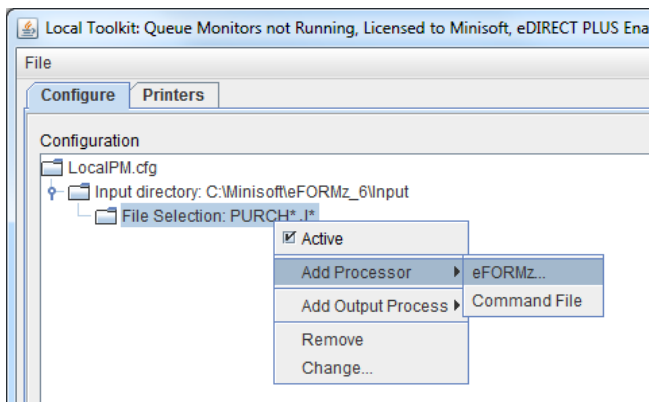 Local Toolkit: Queue Monitors not Running, Licensed to Minisoft, eDIRECT PLUS Ena
File
Configure Printers
Configuration
LocalPM.cfg
Input directory: C:\Minisoft\eFORMz_6\Input
File Selection: PURCH*.I*
Active
Add Processor eFORMz...
Add Output Process Command File
Remove
Change...